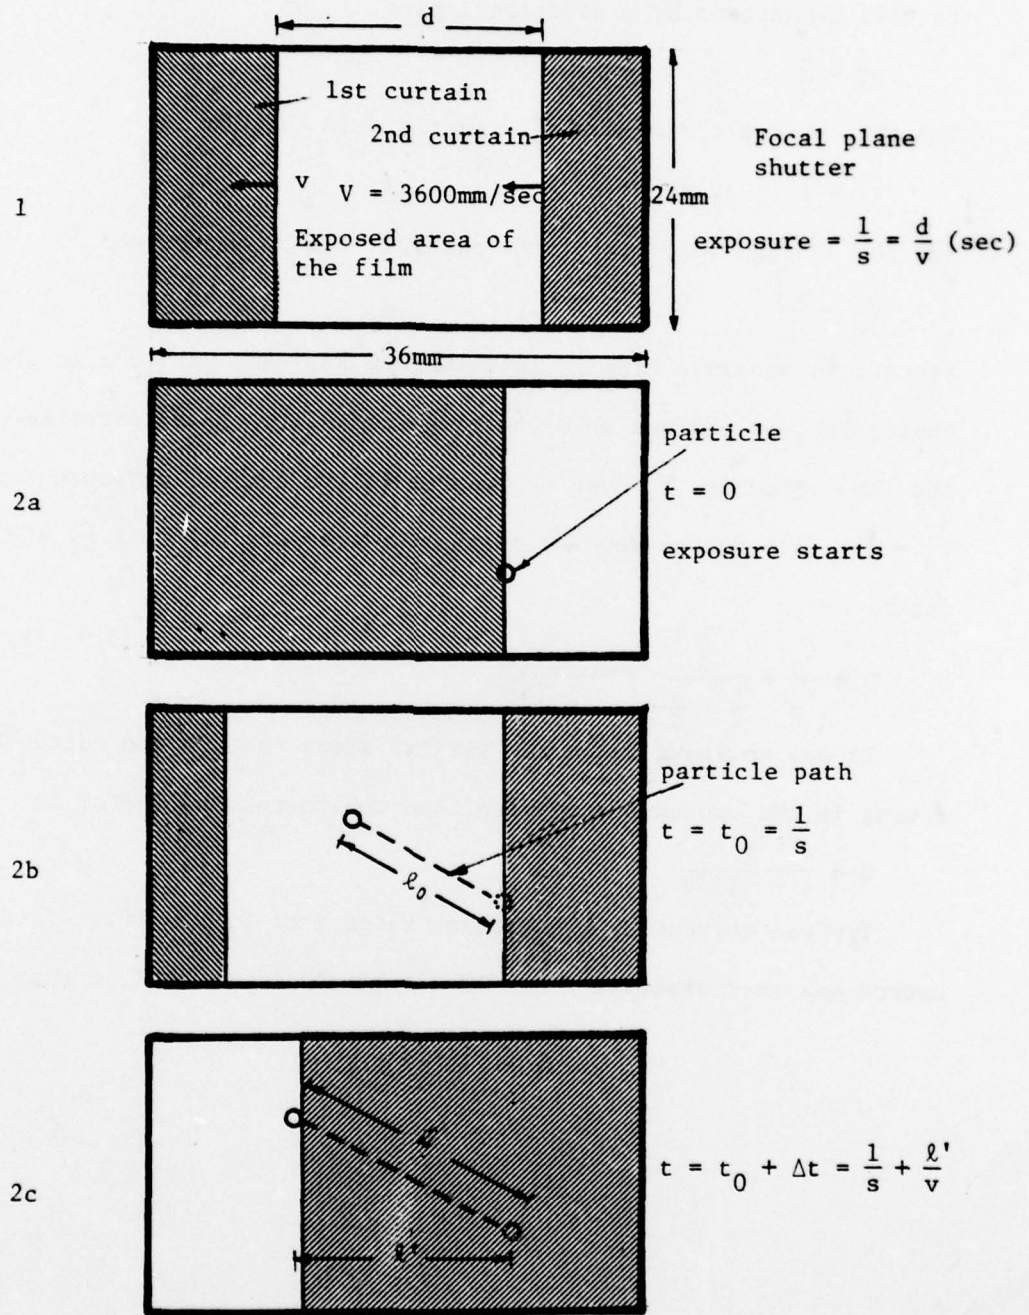 d
1st curtain
2nd curtain
Focal plane
shutter
1
v
V = 3600mm/sec
24mm
Exposed area of
the film
exposure = 1/s = d/v (sec)
36mm
2a
particle
t = 0
exposure starts
2b
particle path
t = t₀ = 1/s
ℓ₀
2c
t = t₀ + Δt = 1/s + ℓ'/v
ℓ'